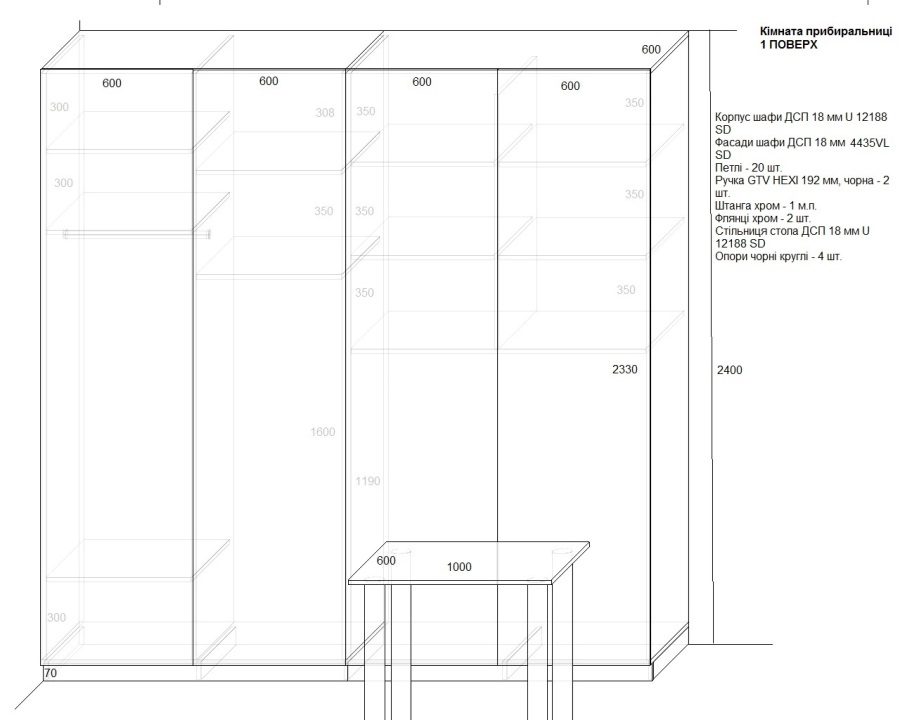 Кімната прибиральниці
1 ПОВЕРХ
600
600
600
600
600
300
308
350
350
Корпус шафи ДСП 18 мм U 12188
SD
Фасади шафи ДСП 18 мм 4435VL
SD
Петлі - 20 шт.
Ручка GTV HEXI 192 мм, чорна - 2
шт.
Штанга хром - 1 м.п.
Флянці хром - 2 шт.
Стільниця стола ДСП 18 мм U
12188 SD
Опори чорні круглі - 4 шт.
300
350
350
350
350
350
2330
2400
1600
1190
600
1000
300
70